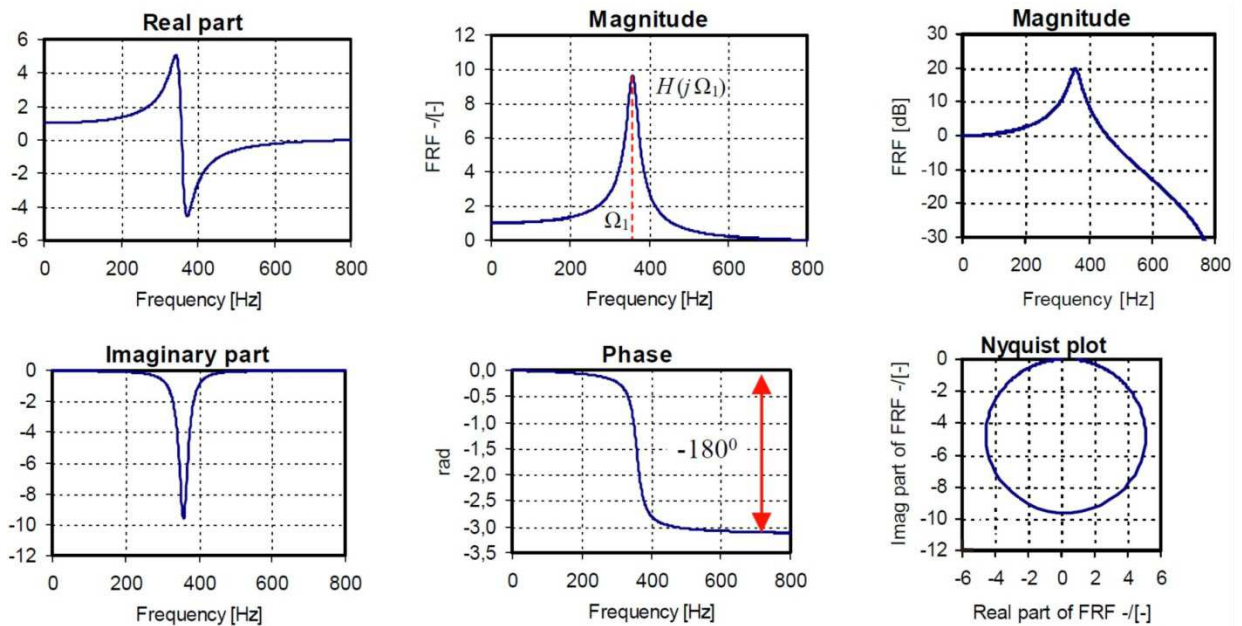 Real part
6
4
2
0
-2
-4
-6
0 200 400 600 800
Frequency [Hz]
Magnitude
FRF -/[-]
12
10
8
6
4
2
0
H(jΩ₁)
Ω₁
0 200 400 600 800
Frequency [Hz]
Magnitude
FRF [dB]
30
20
10
0
-10
-20
-30
0 200 400 600 800
Frequency [Hz]
Imaginary part
0
-2
-4
-6
-8
-10
-12
0 200 400 600 800
Frequency [Hz]
Phase
rad
0,0
-0,5
-1,0
-1,5
-2,0
-2,5
-3,0
-3,5
-180⁰
0 200 400 600 800
Frequency [Hz]
Nyquist plot
Imag part of FRF -/[-]
0
-2
-4
-6
-8
-10
-12
-6 -4 -2 0 2 4 6
Real part of FRF -/[-]